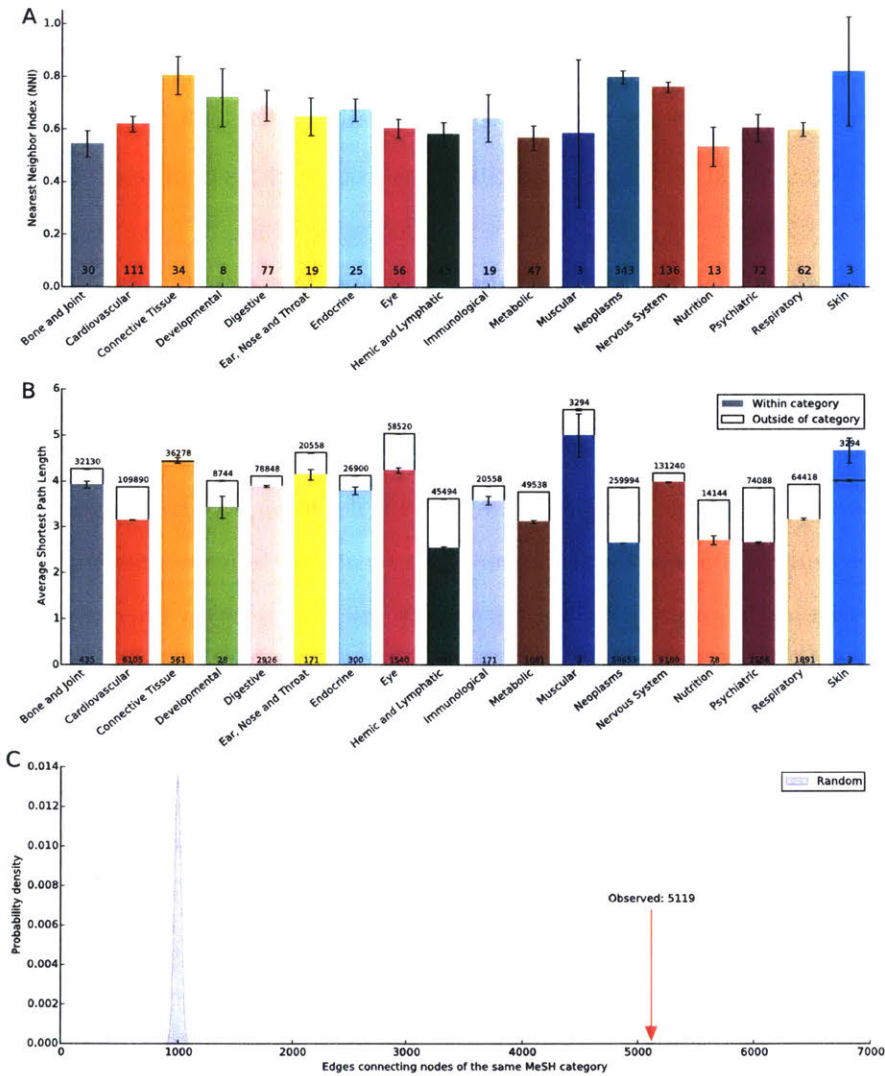 A
Nearest Neighbor Index (NNI)
1.0
0.8
0.6
0.4
0.2
0.0
30 111 34 8 77 19 25 56 19 47 3 343 136 13 72 62 3
Bone and Joint
Cardiovascular
Connective Tissue
Developmental
Digestive
Ear, Nose and Throat
Endocrine
Eye
Hemic and Lymphatic
Immunological
Metabolic
Muscular
Neoplasms
Nervous System
Nutrition
Psychiatric
Respiratory
Skin
B
Average Shortest Path Length
6
5
4
3
2
1
0
Within category
Outside of category
32130 109890 36278 8744 78848 20558 26900 58520 45494 20558 49538 3294 259994 131240 14144 74088 64418 3294
435 6105 561 28 2926 171 300 1540 171 78 1891
Bone and Joint
Cardiovascular
Connective Tissue
Developmental
Digestive
Ear, Nose and Throat
Endocrine
Eye
Hemic and Lymphatic
Immunological
Metabolic
Muscular
Neoplasms
Nervous System
Nutrition
Psychiatric
Respiratory
Skin
C
Probability density
0.014
0.012
0.010
0.008
0.006
0.004
0.002
0.000
Random
Observed: 5119
0 1000 2000 3000 4000 5000 6000 7000
Edges connecting nodes of the same MeSH category